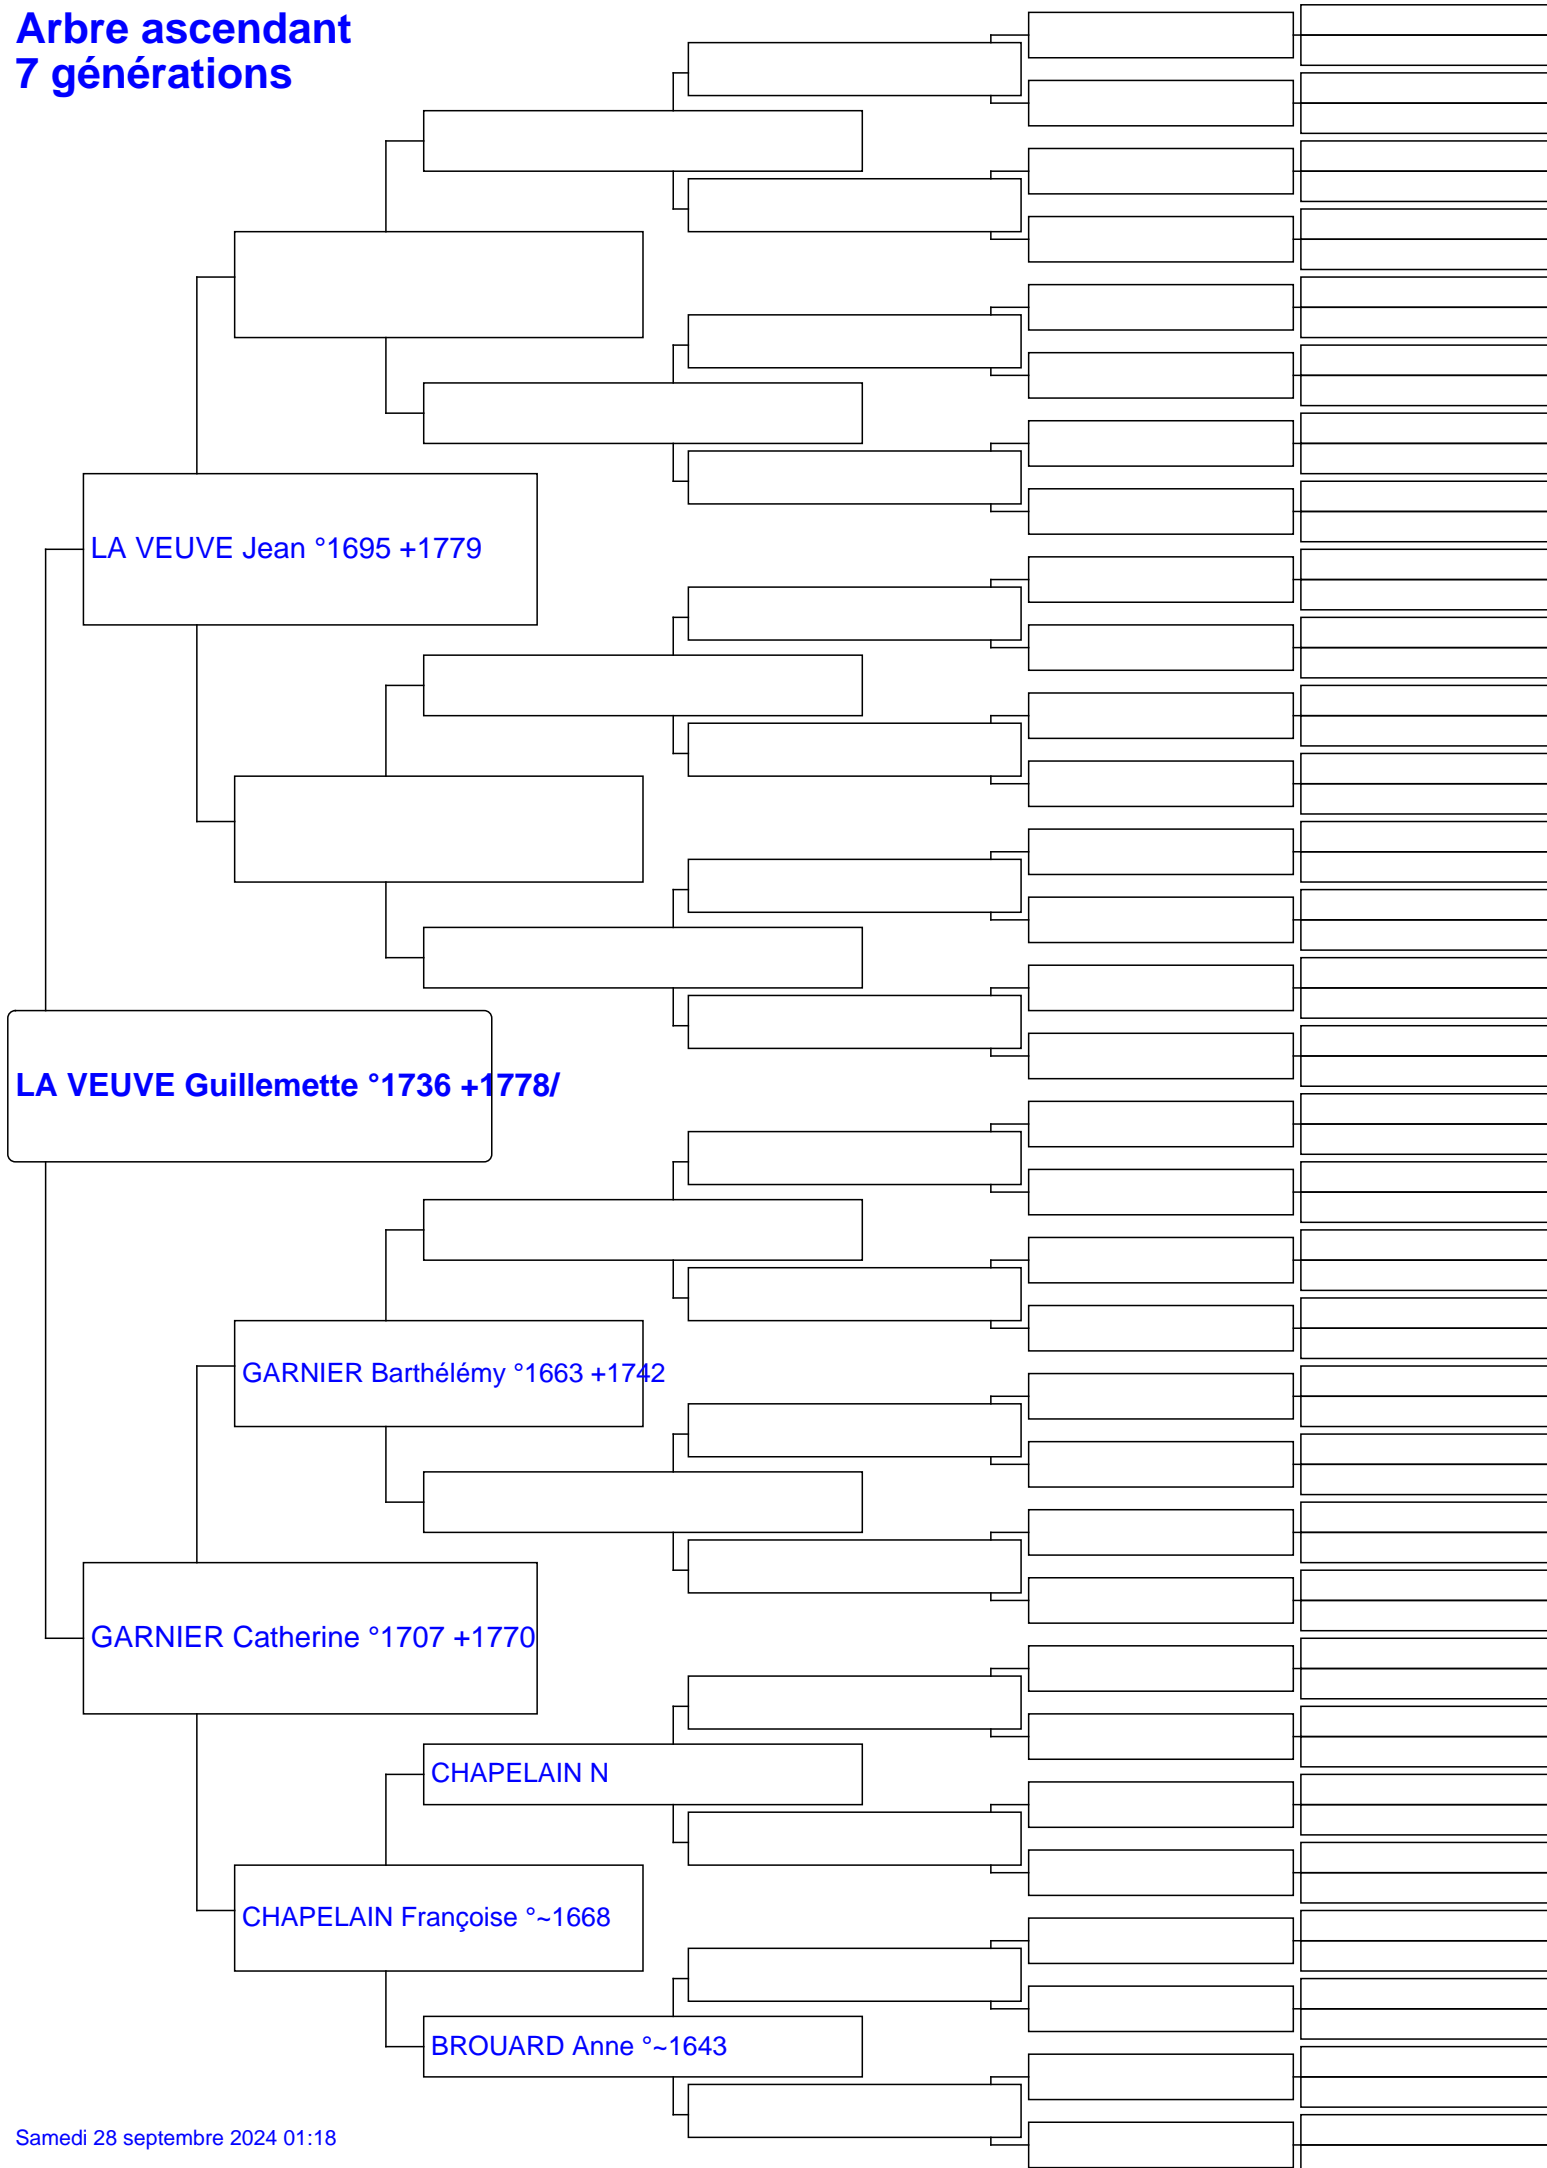 Arbre ascendant
7 générations
LA VEUVE Jean °1695 +1779
LA VEUVE Guillemette °1736 +1778/
GARNIER Barthélémy °1663 +1742
GARNIER Catherine °1707 +1770
CHAPELAIN N
CHAPELAIN Françoise °~1668
BROUARD Anne °~1643
Samedi 28 septembre 2024 01:18